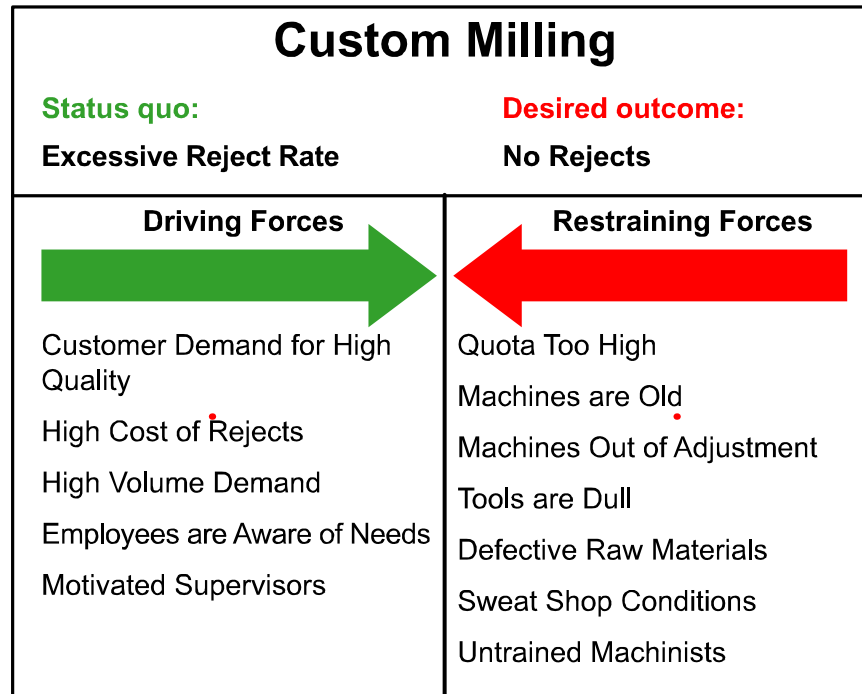 Custom Milling
Status quo:
Desired outcome:
Excessive Reject Rate
No Rejects
Driving Forces
Restraining Forces
Customer Demand for High
Quality
High Cost of Rejects
High Volume Demand
Employees are Aware of Needs
Motivated Supervisors
Quota Too High
Machines are Old
Machines Out of Adjustment
Tools are Dull
Defective Raw Materials
Sweat Shop Conditions
Untrained Machinists